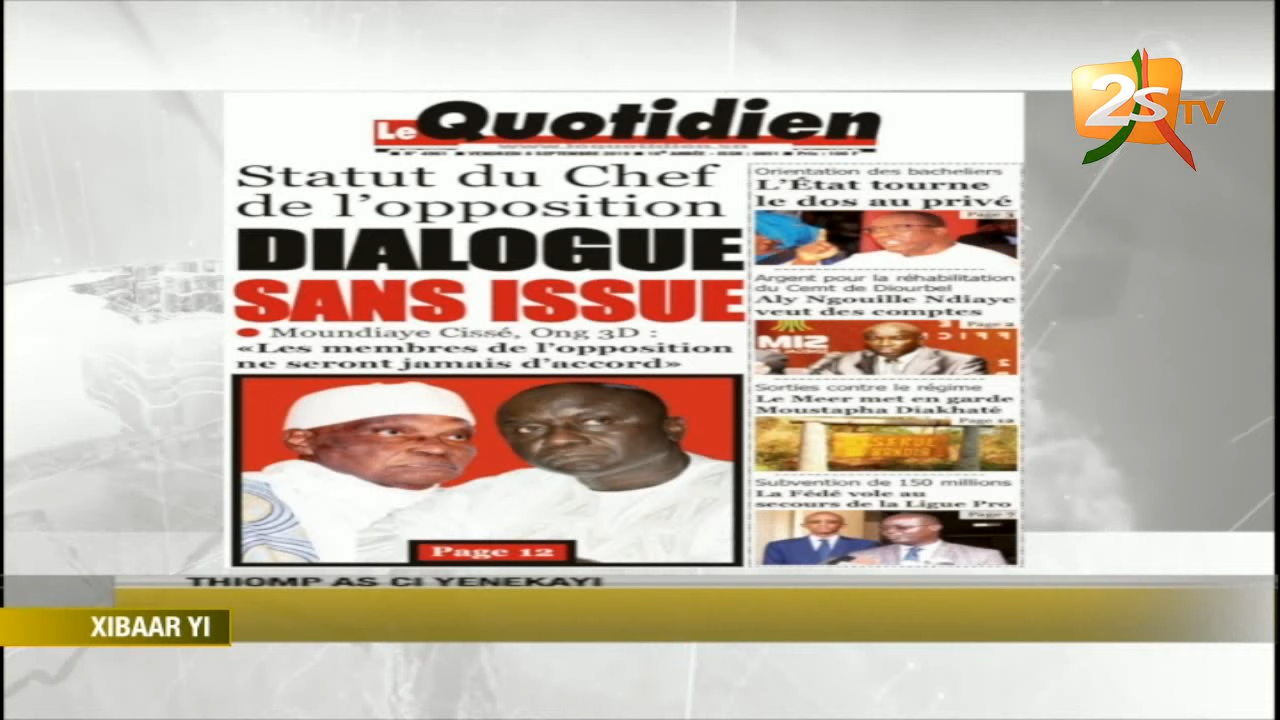 2STV
Le Quotidien
www.lequotidien.sn
Statut du Chef
de l'opposition
DIALOGUE
SANS ISSUE
● Moundiaye Cissé, Ong 3D :
«Les membres de l'opposition
ne seront jamais d'accord»
Page 12
Orientation des bacheliers
L'État tourne
le dos au privé
Argent pour la réhabilitation
du Cemt de Diourbel
Aly Ngouille Ndiaye
veut des comptes
Sorties contre le régime
Le Meer met en garde
Moustapha Diakhaté
Subvention de 150 millions
La Fédé vole au
secours de la Ligue Pro
THIOMP AS CI YENEKAYI
XIBAAR YI